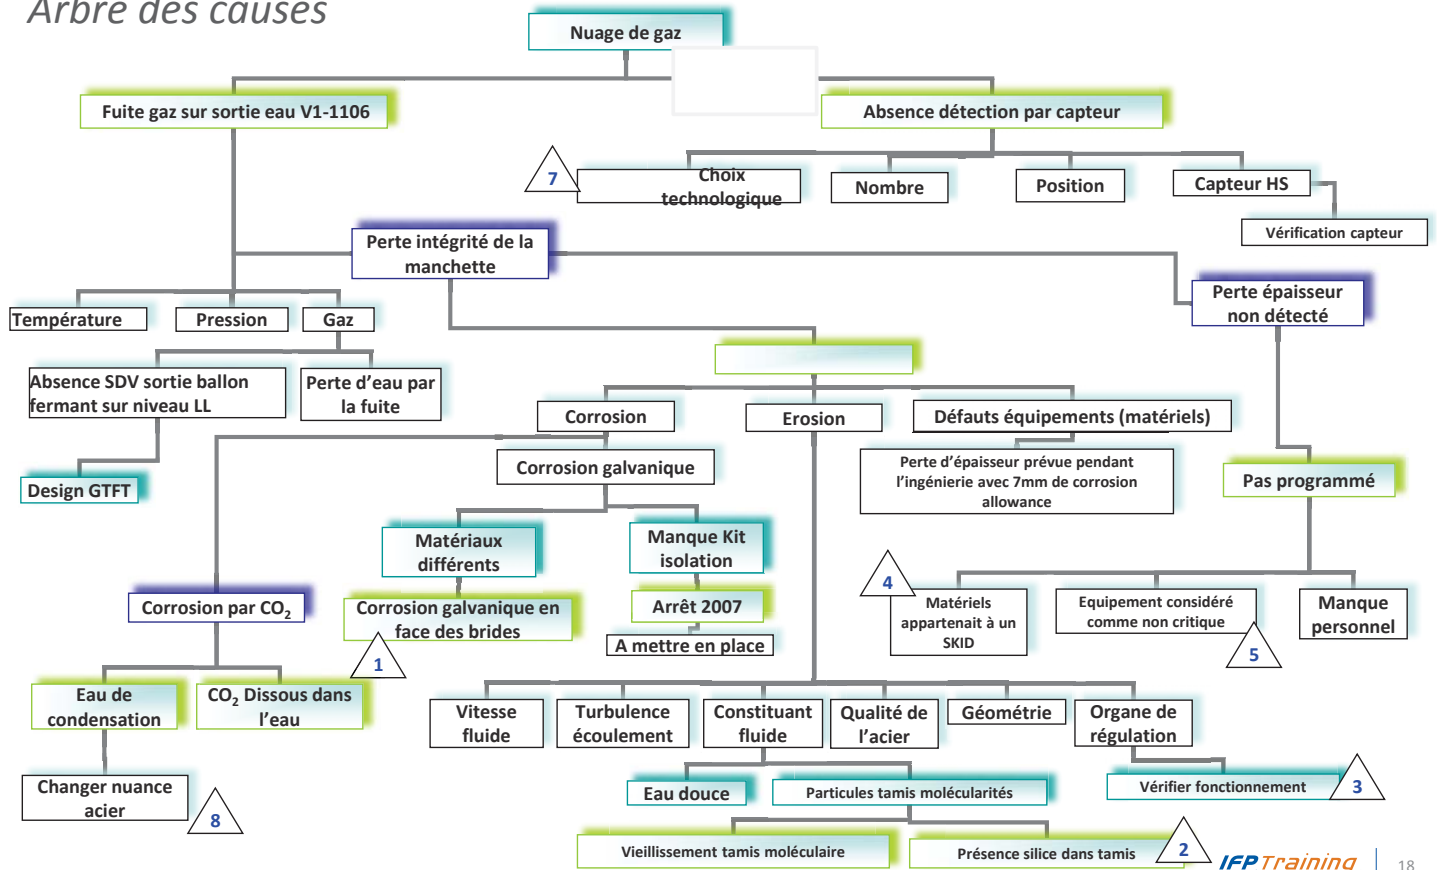 Arbre des causes
Nuage de gaz
Fuite gaz sur sortie eau V1-1106
Absence détection par capteur
7
Choix
technologique
Nombre
Position
Capteur HS
Vérification capteur
Perte intégrité de la
manchette
Perte épaisseur
non détecté
Température
Pression
Gaz
Absence SDV sortie ballon
fermant sur niveau LL
Perte d’eau par
la fuite
Design GTFT
Corrosion
Erosion
Défauts équipements (matériels)
Corrosion galvanique
Perte d’épaisseur prévue pendant
l’ingénierie avec 7mm de corrosion
allowance
Pas programmé
Matériaux
différents
Manque Kit
isolation
Corrosion par CO₂
Corrosion galvanique en
face des brides
1
Arrêt 2007
A mettre en place
4
Matériels
appartenait à un
SKID
Equipement considéré
comme non critique
5
Manque
personnel
Eau de
condensation
CO₂ Dissous dans
l’eau
Changer nuance
acier
8
Vitesse
fluide
Turbulence
écoulement
Constituant
fluide
Qualité de
l’acier
Géométrie
Organe de
régulation
Eau douce
Particules tamis molécularités
Vérifier fonctionnement
3
Vieillissement tamis moléculaire
Présence silice dans tamis
2
IFP Training
18